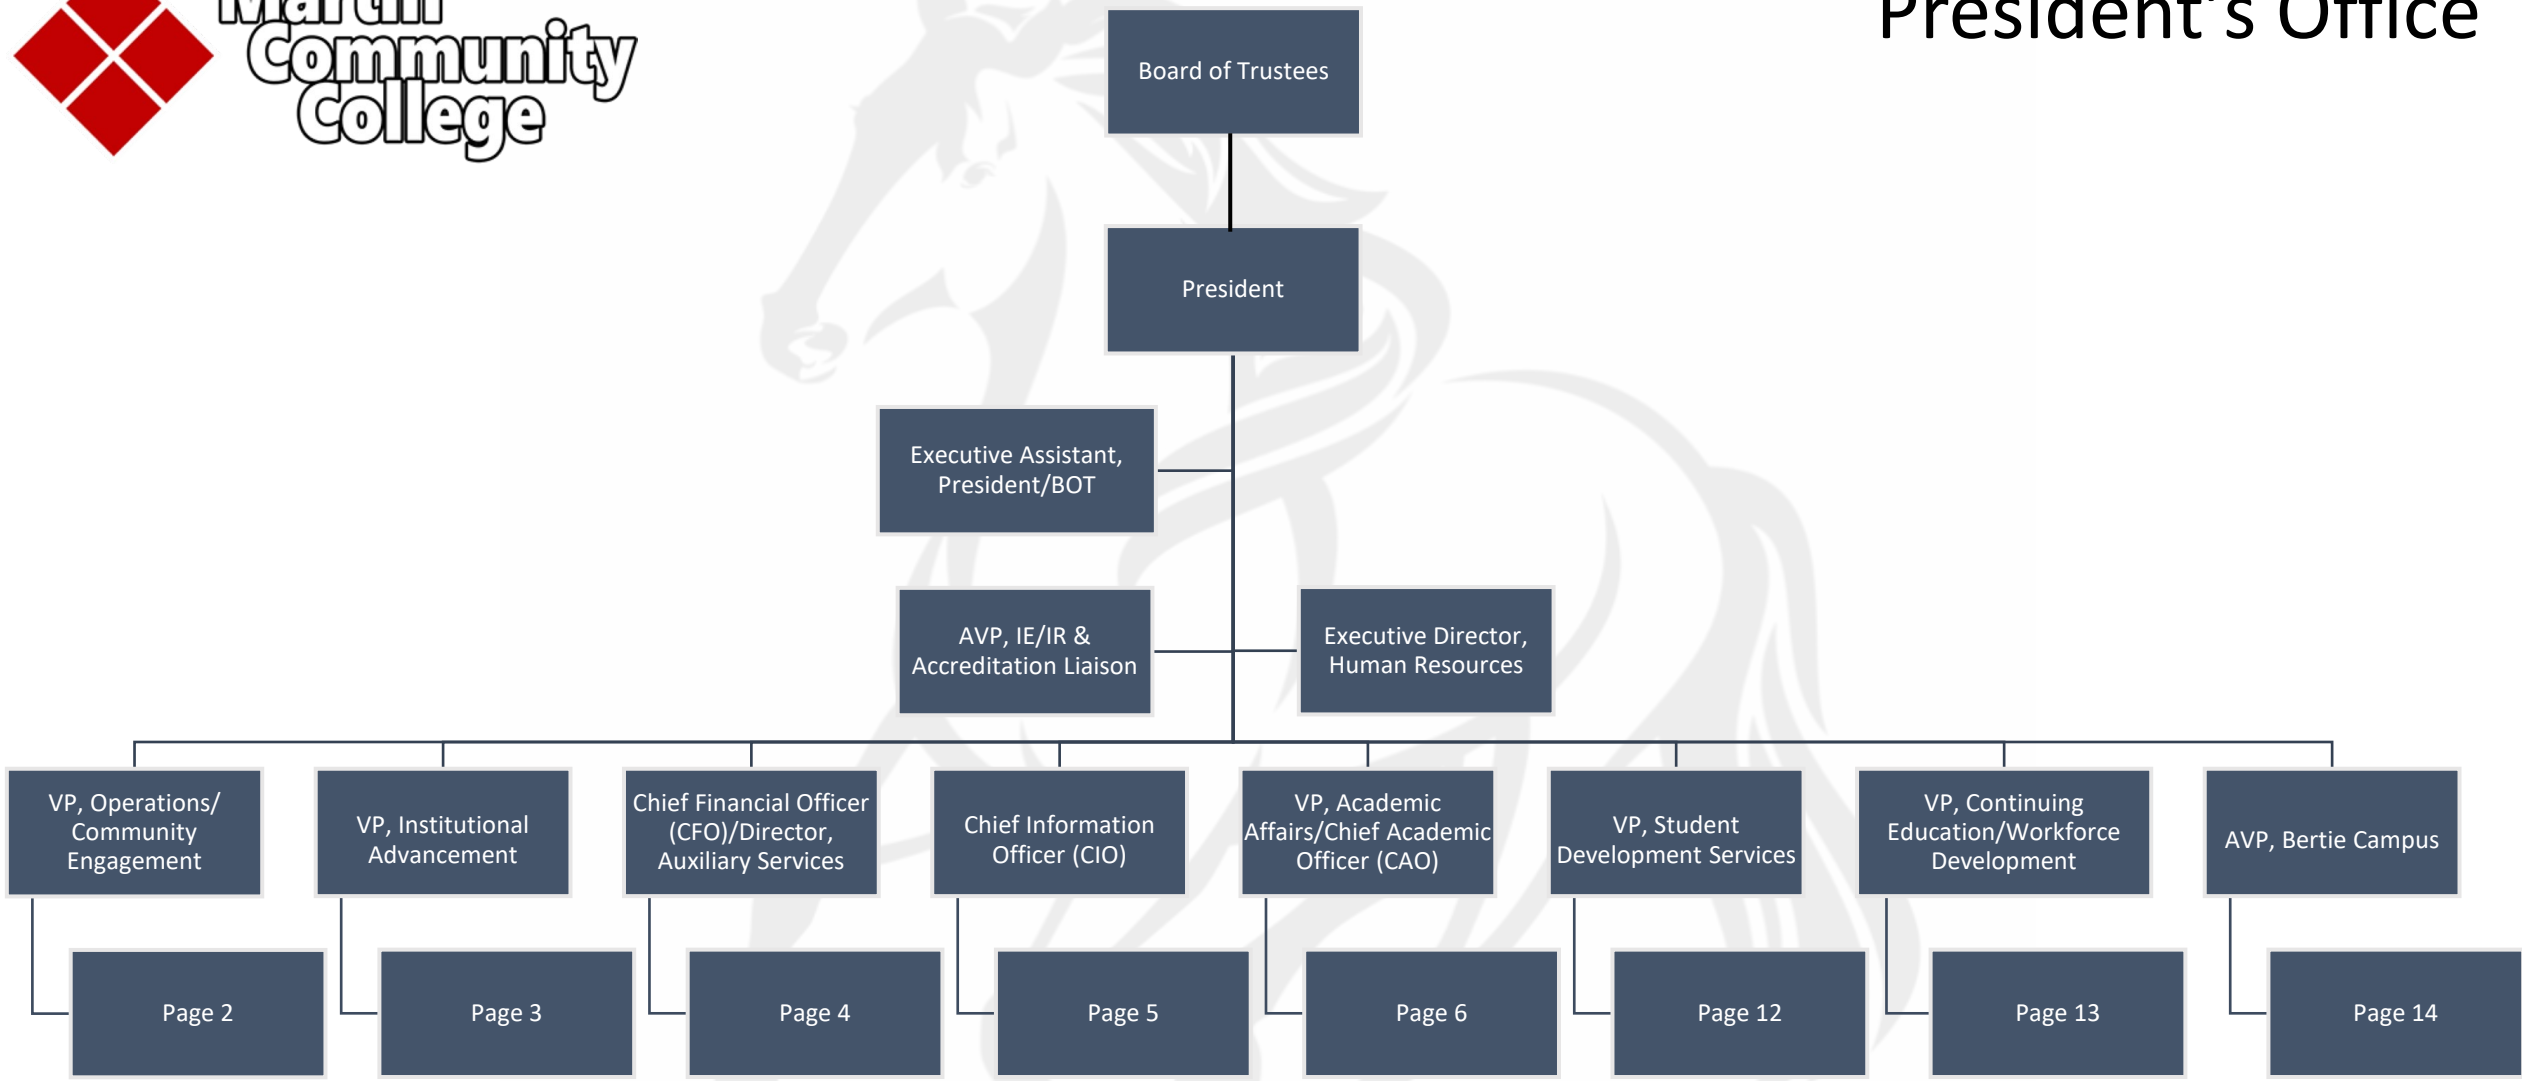 Martin
Community
College
President's Office
Board of Trustees
President
Executive Assistant,
President/BOT
AVP, IE/IR &
Accreditation Liaison
Executive Director,
Human Resources
VP, Operations/
Community
Engagement
VP, Institutional
Advancement
Chief Financial Officer
(CFO)/Director,
Auxiliary Services
Chief Information
Officer (CIO)
VP, Academic
Affairs/Chief Academic
Officer (CAO)
VP, Student
Development Services
VP, Continuing
Education/Workforce
Development
AVP, Bertie Campus
Page 2
Page 3
Page 4
Page 5
Page 6
Page 12
Page 13
Page 14